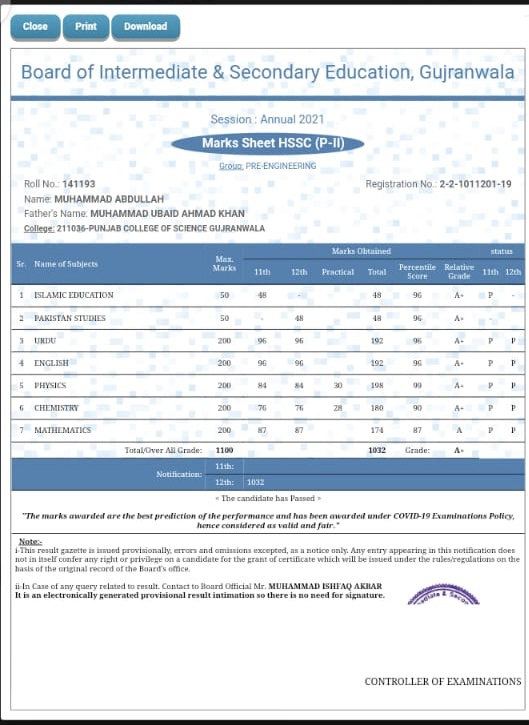 Close Print Download
Board of Intermediate & Secondary Education, Gujranwala
Session : Annual 2021
Marks Sheet HSSC (P-II)
Group: PRE-ENGINEERING
Roll No.: 141193 Registration No.: 2-2-1011201-19
Name: MUHAMMAD ABDULLAH
Father's Name: MUHAMMAD UBAID AHMAD KHAN
College: 211036-PUNJAB COLLEGE OF SCIENCE GUJRANWALA
Sr. Name of Subjects Max. Marks Marks Obtained status
11th 12th Practical Total Percentile Score Relative Grade 11th 12th
1 ISLAMIC EDUCATION 50 48 - 48 96 A+ P -
2 PAKISTAN STUDIES 50 - 48 48 96 A+ -
3 URDU 200 96 96 192 96 A+ P P
4 ENGLISH 200 96 96 192 96 A+ P P
5 PHYSICS 200 84 84 30 198 99 A+ P P
6 CHEMISTRY 200 76 76 28 180 90 A+ P P
7 MATHEMATICS 200 87 87 174 87 A P P
Total/Over All Grade: 1100 1032 Grade: A+
Notification: 11th:
12th: 1032
< The candidate has Passed >
"The marks awarded are the best prediction of the performance and has been awarded under COVID-19 Examinations Policy,
hence considered as valid and fair."
Note:-
i-This result gazette is issued provisionally, errors and omissions excepted, as a notice only. Any entry appearing in this notification does
not in itself confer any right or privilege on a candidate for the grant of certificate which will be issued under the rules/regulations on the
basis of the original record of the Board's office.
ii-In Case of any query related to result. Contact to Board Official Mr. MUHAMMAD ISHFAQ AKBAR
It is an electronically generated provisional result intimation so there is no need for signature.
CONTROLLER OF EXAMINATIONS